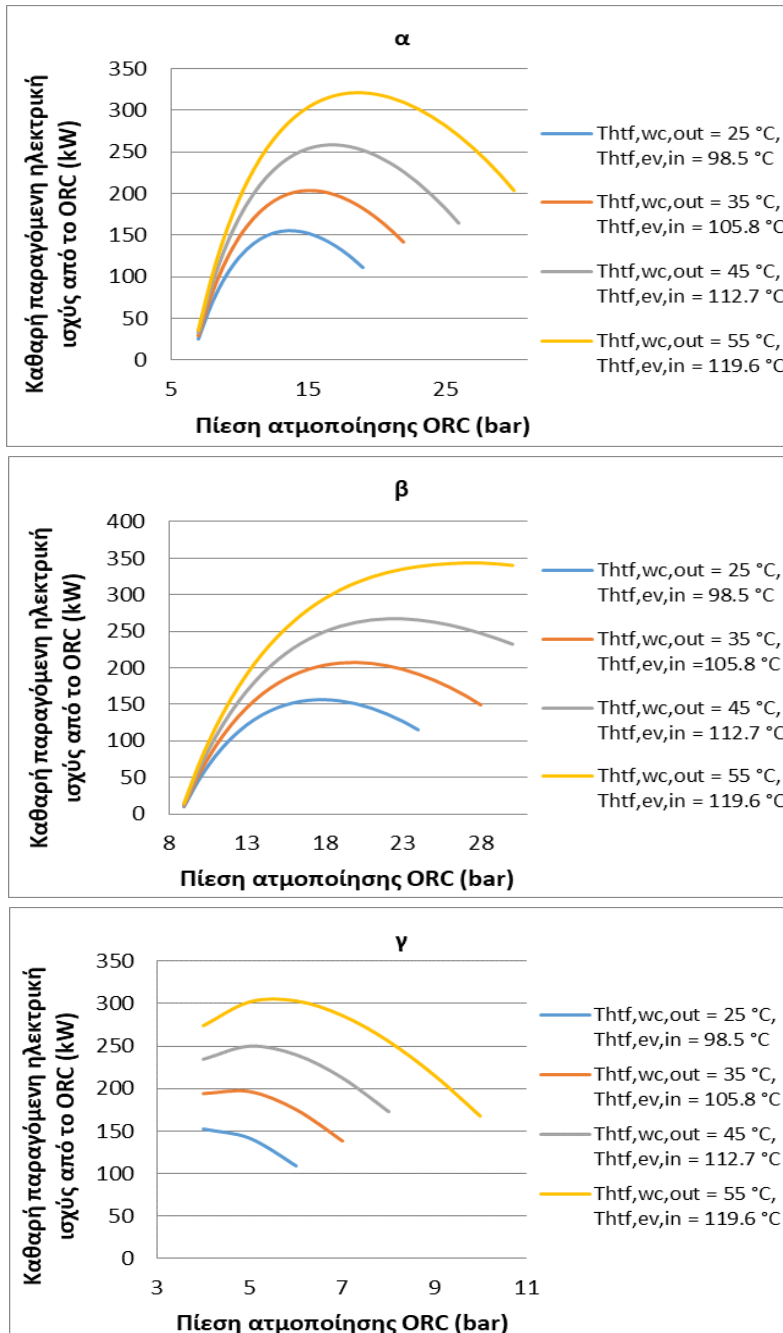 α
Καθαρή παραγόμενη ηλεκτρική
ισχύς από το ORC (kW)
350
300
250
200
150
100
50
0
5
15
25
Πίεση ατμοποίησης ORC (bar)
Thtf,wc,out = 25 °C,
Thtf,ev,in = 98.5 °C
Thtf,wc,out = 35 °C,
Thtf,ev,in = 105.8 °C
Thtf,wc,out = 45 °C,
Thtf,ev,in = 112.7 °C
Thtf,wc,out = 55 °C,
Thtf,ev,in = 119.6 °C
β
Καθαρή παραγόμενη ηλεκτρική
ισχύς από το ORC (kW)
400
350
300
250
200
150
100
50
0
8
13
18
23
28
Πίεση ατμοποίησης ORC (bar)
Thtf,wc,out = 25 °C,
Thtf,ev,in = 98.5 °C
Thtf,wc,out = 35 °C,
Thtf,ev,in =105.8 °C
Thtf,wc,out = 45 °C,
Thtf,ev,in = 112.7 °C
Thtf,wc,out = 55 °C,
Thtf,ev,in = 119.6 °C
γ
Καθαρή παραγόμενη ηλεκτρική
ισχύς από το ORC (kW)
350
300
250
200
150
100
50
0
3
5
7
9
11
Πίεση ατμοποίησης ORC (bar)
Thtf,wc,out = 25 °C,
Thtf,ev,in = 98.5 °C
Thtf,wc,out = 35 °C,
Thtf,ev,in = 105.8 °C
Thtf,wc,out = 45 °C,
Thtf,ev,in = 112.7 °C
Thtf,wc,out = 55 °C,
Thtf,ev,in = 119.6 °C